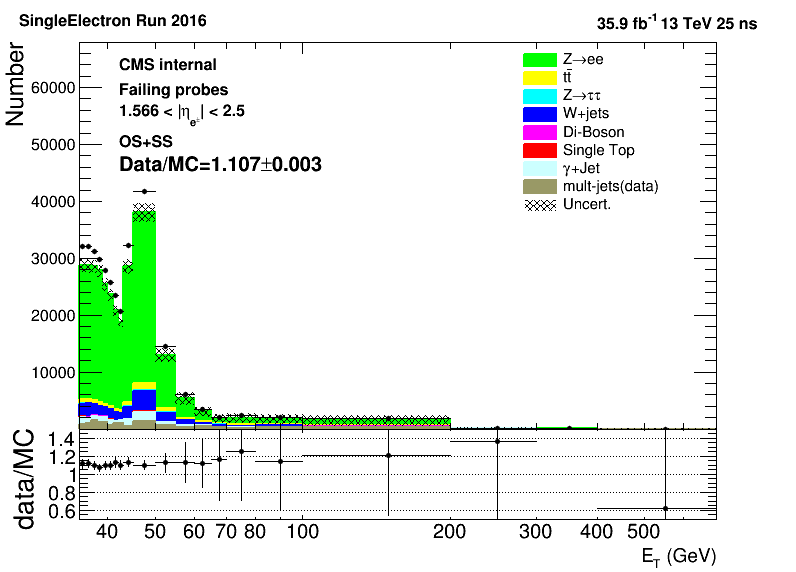 SingleElectron Run 2016
35.9 fb⁻¹ 13 TeV 25 ns
Number
CMS internal
Failing probes
1.566 < |η_e±| < 2.5
OS+SS
Data/MC=1.107±0.003
Z→ee
tt̄
Z→ττ
W+jets
Di-Boson
Single Top
γ+Jet
mult-jets(data)
Uncert.
60000
50000
40000
30000
20000
10000
data/MC
1.4
1.2
1
0.8
0.6
40 50 60 70 80 100 200 300 400 500
E_T (GeV)